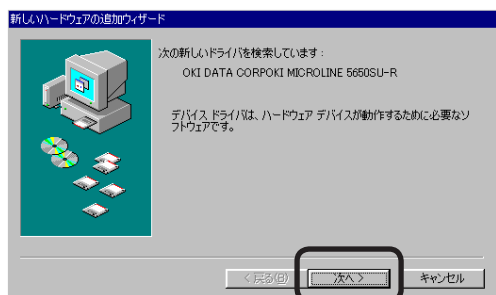 新しいハードウェアの追加ウィザード
次の新しいドライバを検索しています：
OKI DATA CORPOKI MICROLINE 5650SU-R
デバイス ドライバは、ハードウェア デバイスが動作するために必要なソ
フトウェアです。
< 戻る(B)
次へ >
キャンセル